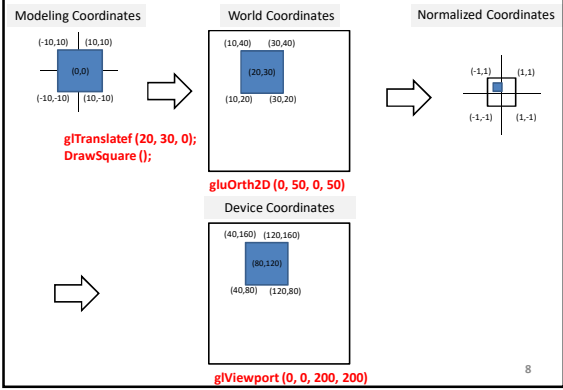 Modeling Coordinates
World Coordinates
Normalized Coordinates
(-10,10) (10,10)
(0,0)
(-10,-10) (10,-10)
(10,40) (30,40)
(20,30)
(10,20) (30,20)
(-1,1) (1,1)
(-1,-1) (1,-1)
glTranslatef (20, 30, 0);
DrawSquare ();
gluOrth2D (0, 50, 0, 50)
Device Coordinates
(40,160) (120,160)
(80,120)
(40,80) (120,80)
glViewport (0, 0, 200, 200)
8